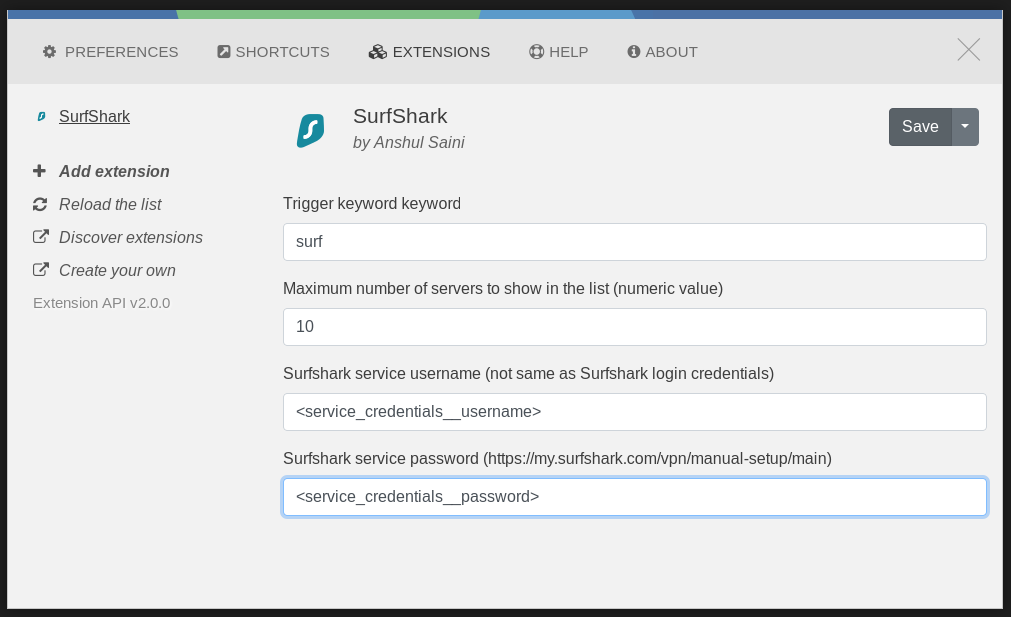 PREFERENCES SHORTCUTS EXTENSIONS HELP ABOUT
SurfShark
Add extension
Reload the list
Discover extensions
Create your own
Extension API v2.0.0
SurfShark
by Anshul Saini
Save
Trigger keyword keyword
surf
Maximum number of servers to show in the list (numeric value)
10
Surfshark service username (not same as Surfshark login credentials)
<service_credentials__username>
Surfshark service password (https://my.surfshark.com/vpn/manual-setup/main)
<service_credentials__password>